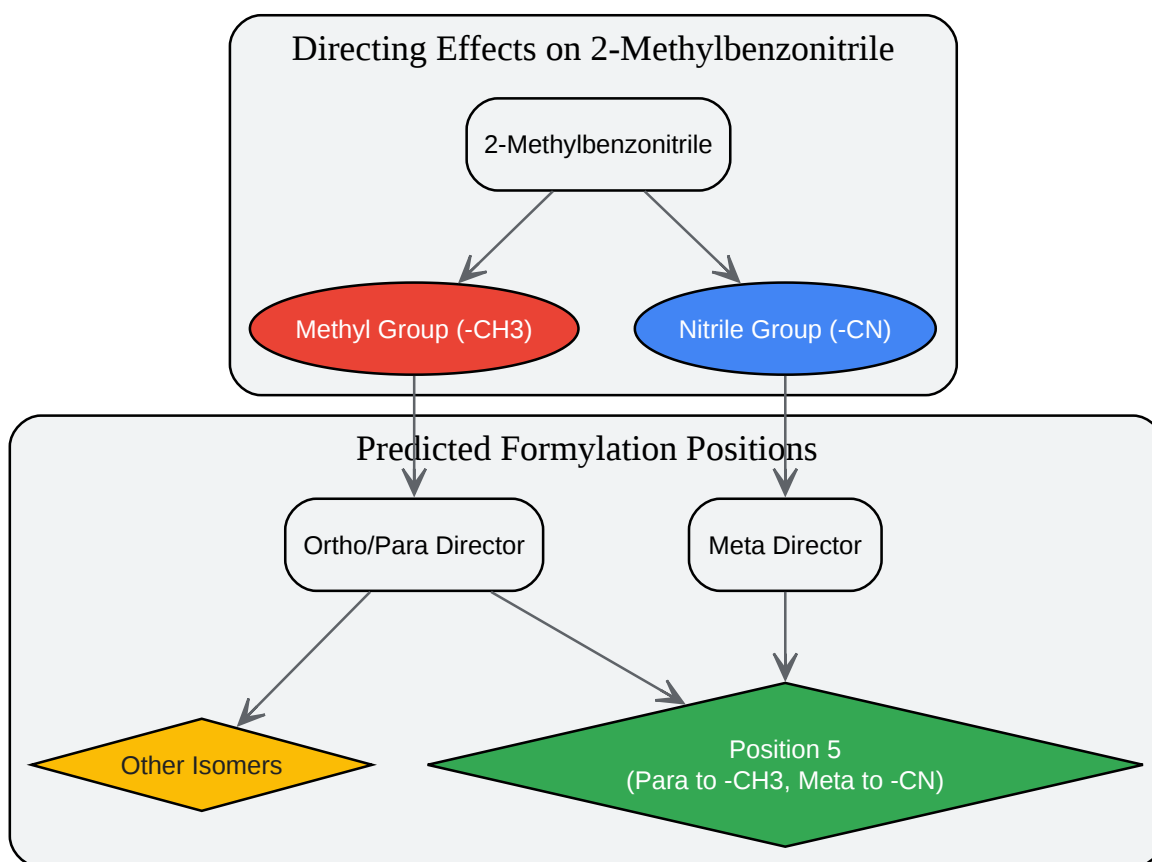 Directing Effects on 2-Methylbenzonitrile
2-Methylbenzonitrile
Methyl Group (-CH3)
Nitrile Group (-CN)
Predicted Formylation Positions
Ortho/Para Director
Meta Director
Other Isomers
Position 5
(Para to -CH3, Meta to -CN)